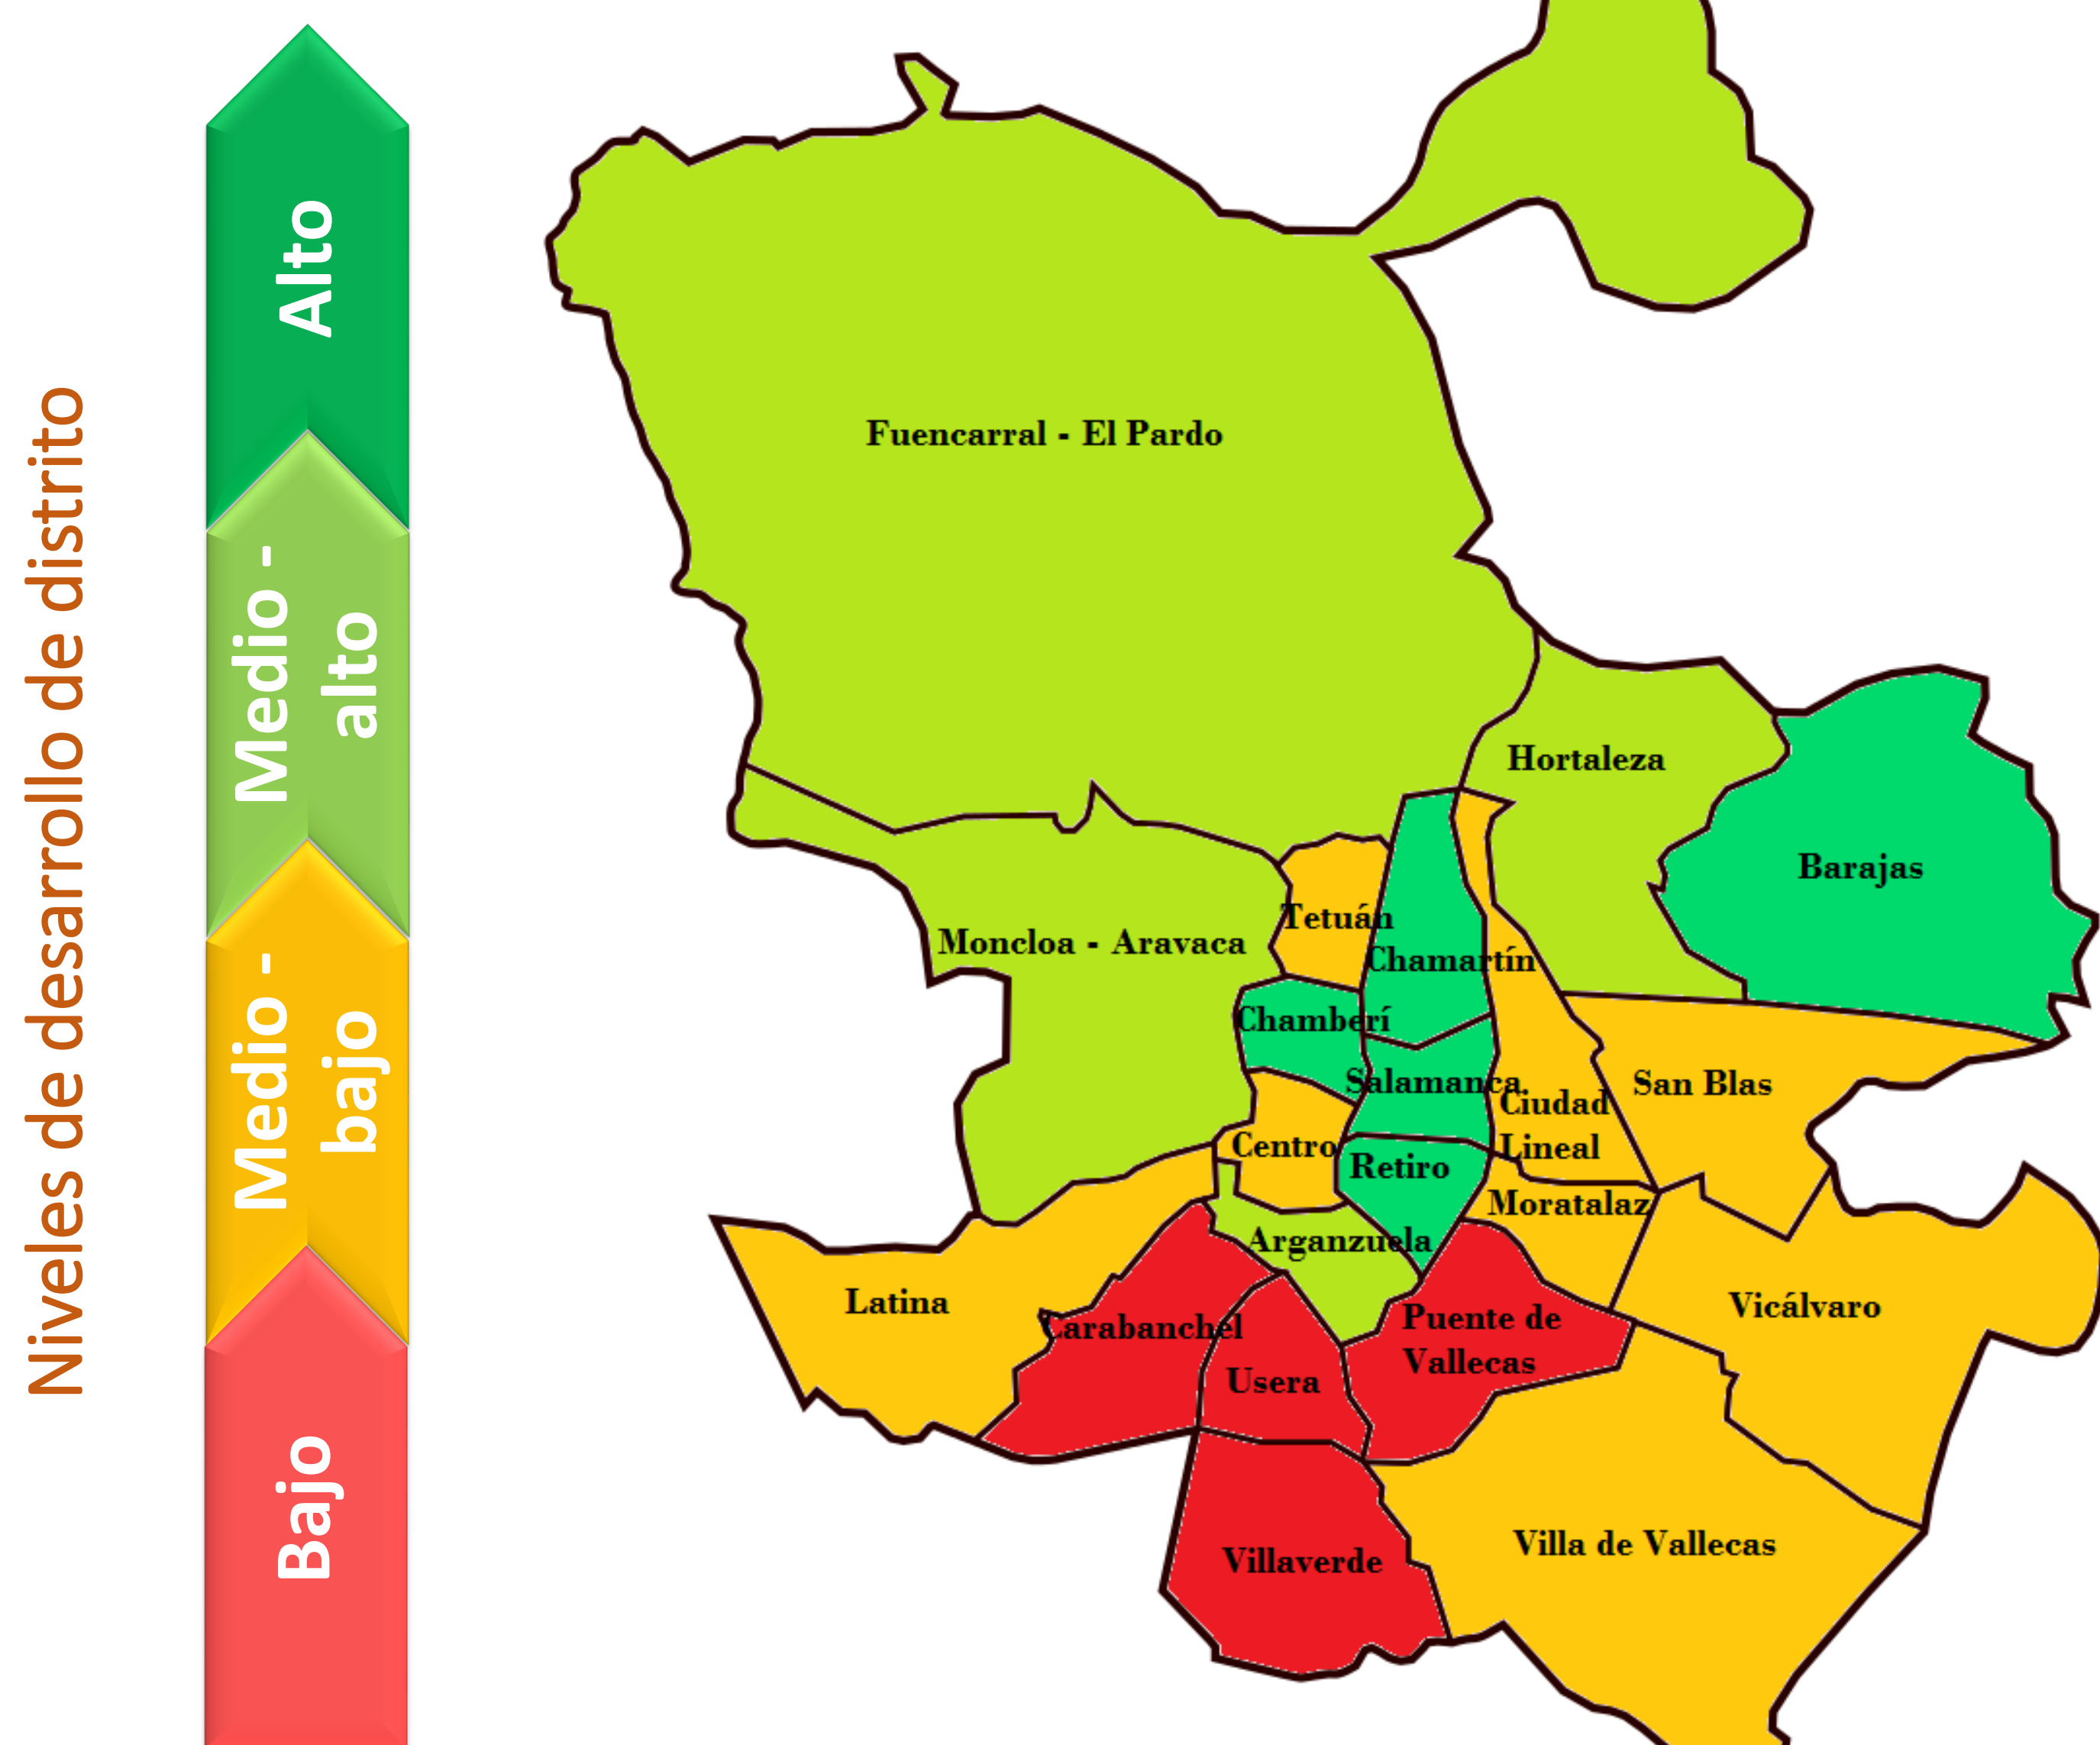 Niveles de desarrollo de distrito
Alto
Medio -
alto
Medio -
bajo
Bajo
Fuencarral - El Pardo
Hortaleza
Barajas
Tetuán
Moncloa - Aravaca
Chamartín
Chamberí
Salamanca
San Blas
Ciudad
Lineal
Centro
Retiro
Moratalaz
Arganzuela
Latina
Carabanchel
Puente de
Vallecas
Vicálvaro
Usera
Villa de Vallecas
Villaverde